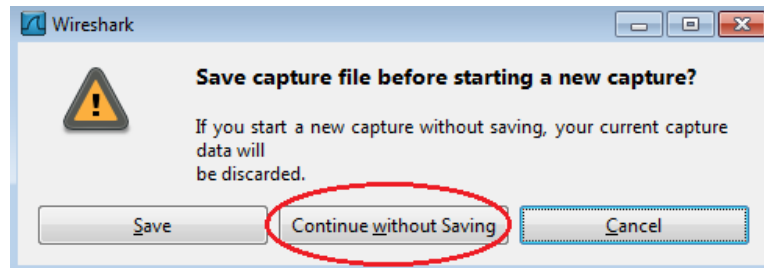 Wireshark
Save capture file before starting a new capture?
If you start a new capture without saving, your current capture
data will
be discarded.
Save
Continue without Saving
Cancel